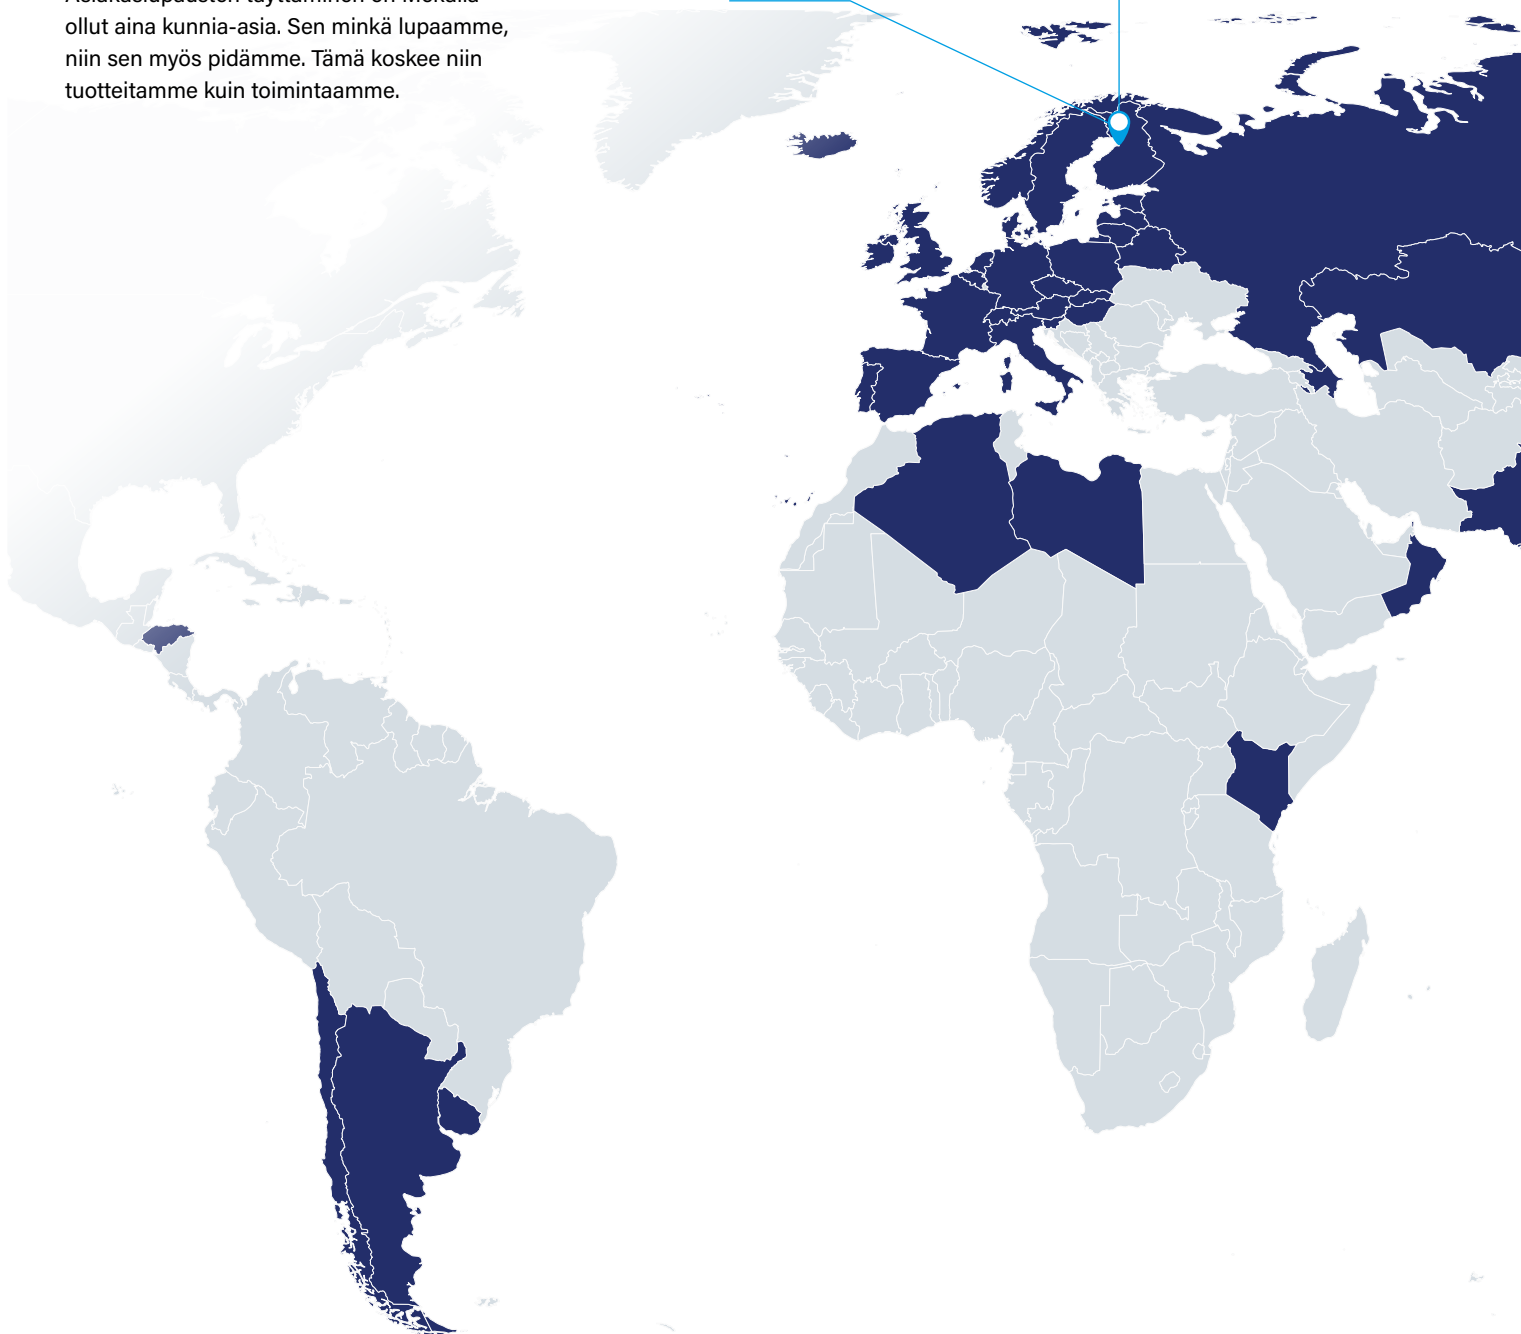 ollut aina kunnia-asia. Sen minkä lupaamme,
niin sen myös pidämme. Tämä koskee niin
tuotteitamme kuin toimintaamme.